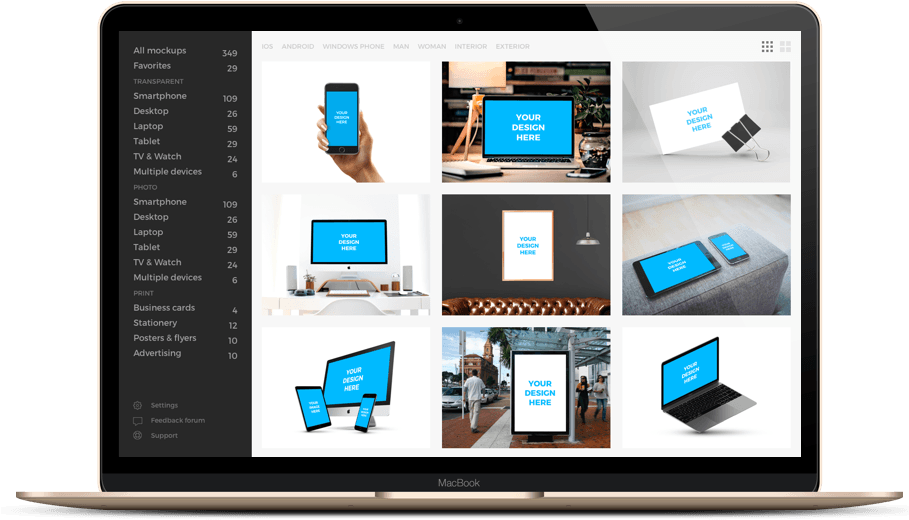 All mockups 349
Favorites 29
TRANSPARENT
Smartphone 109
Desktop 26
Laptop 59
Tablet 29
TV & Watch 24
Multiple devices 6
PHOTO
Smartphone 109
Desktop 26
Laptop 59
Tablet 29
TV & Watch 24
Multiple devices 6
PRINT
Business cards 4
Stationery 12
Posters & flyers 10
Advertising 10
Settings
Feedback forum
Support
IOS ANDROID WINDOWS PHONE MAN WOMAN INTERIOR EXTERIOR
YOUR
DESIGN
HERE
YOUR
DESIGN
HERE
YOUR
DESIGN
HERE
YOUR
DESIGN
HERE
YOUR
DESIGN
HERE
YOUR
DESIGN
HERE
YOUR
DESIGN
HERE
YOUR
DESIGN
HERE
YOUR
DESIGN
HERE
YOUR
DESIGN
HERE
YOUR
DESIGN
HERE
YOUR
DESIGN
HERE
MacBook